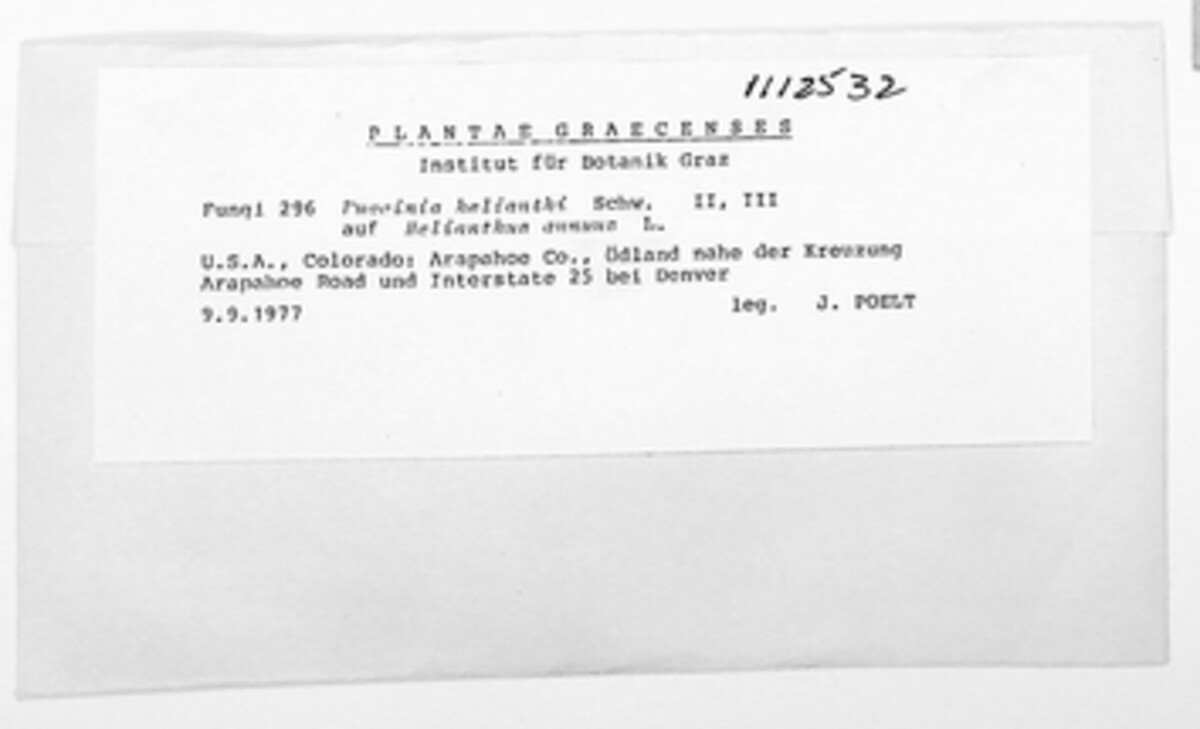 1112532
PLANTAE GRAECENSES
Institut für Botanik Graz
Fungi 296 Puccinia helianthi Schw. II, III
auf Helianthus annuus L.
U.S.A., Colorado: Arapahoe Co., Ödland nahe der Kreuzung
Arapahoe Road und Interstate 25 bei Denver
9.9.1977 leg. J. POELT